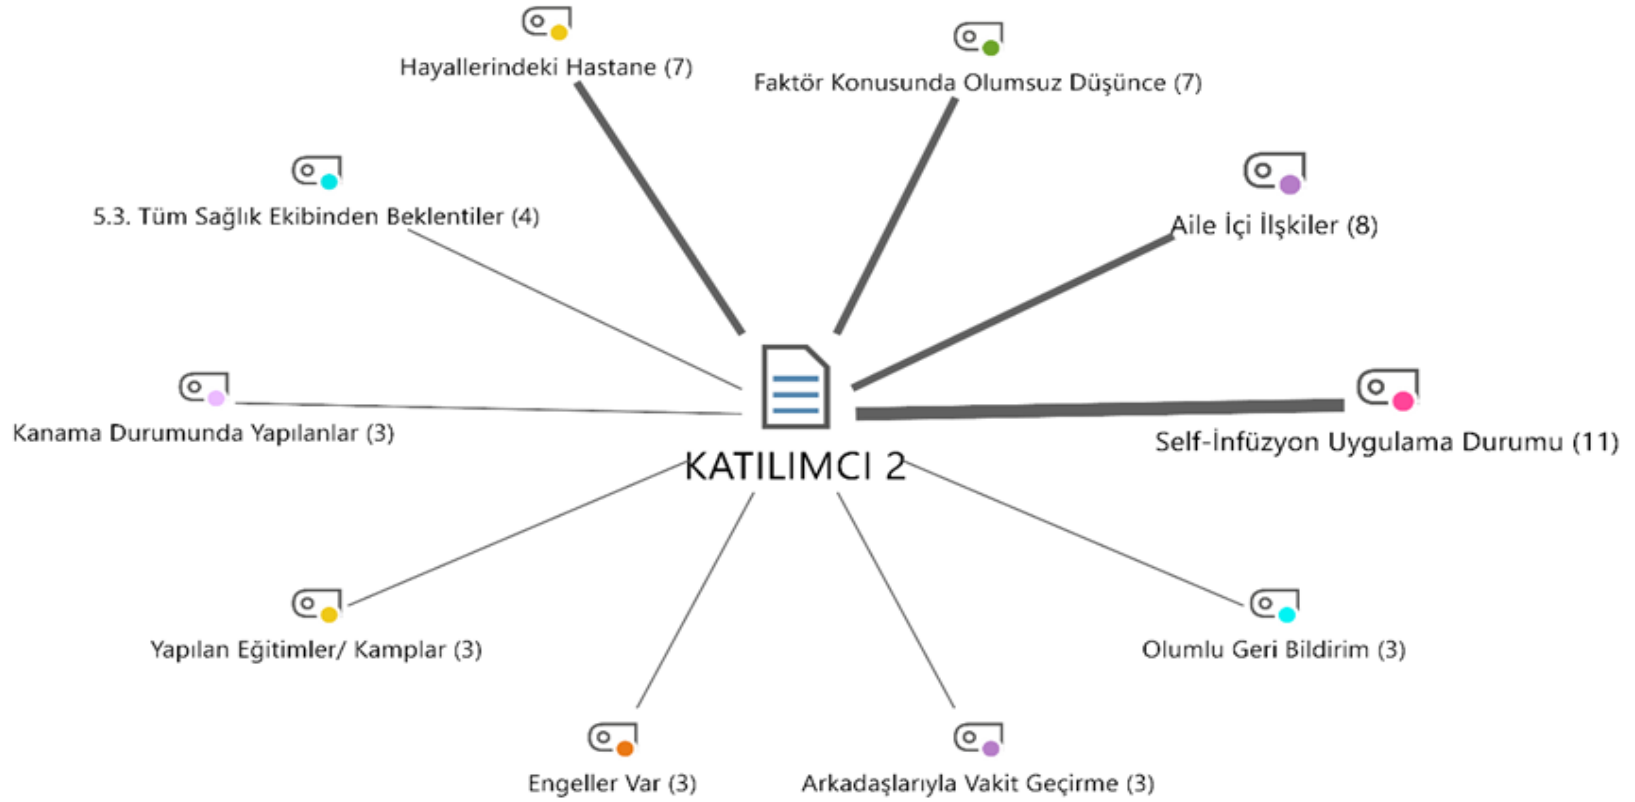 Hayallerindeki Hastane (7)
Faktör Konusunda Olumsuz Düşünce (7)
5.3. Tüm Sağlık Ekibinden Beklentiler (4)
Aile İçi İlşkiler (8)
Kanama Durumunda Yapılanlar (3)
Self-İnfüzyon Uygulama Durumu (11)
KATILIMCI 2
Yapılan Eğitimler/ Kamplar (3)
Olumlu Geri Bildirim (3)
Engeller Var (3)
Arkadaşlarıyla Vakit Geçirme (3)